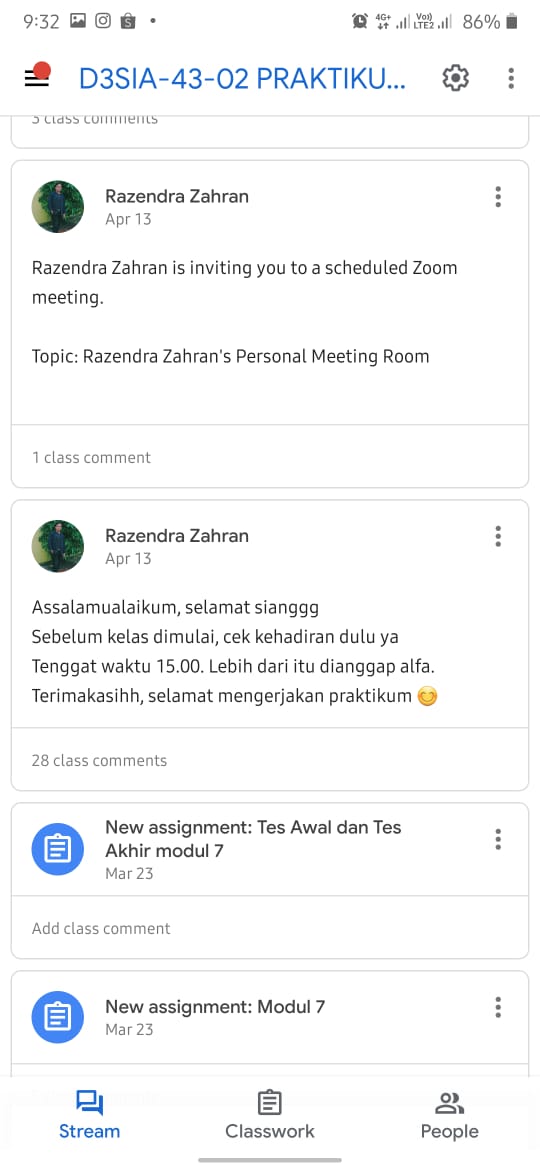 9:32
4G+ Vo) LTE2 86%
D3SIA-43-02 PRAKTIKU...
3 class comments
Razendra Zahran
Apr 13
Razendra Zahran is inviting you to a scheduled Zoom
meeting.
Topic: Razendra Zahran's Personal Meeting Room
1 class comment
Razendra Zahran
Apr 13
Assalamualaikum, selamat sianggg
Sebelum kelas dimulai, cek kehadiran dulu ya
Tenggat waktu 15.00. Lebih dari itu dianggap alfa.
Terimakasihh, selamat mengerjakan praktikum 😊
28 class comments
New assignment: Tes Awal dan Tes
Akhir modul 7
Mar 23
Add class comment
New assignment: Modul 7
Mar 23
Stream
Classwork
People